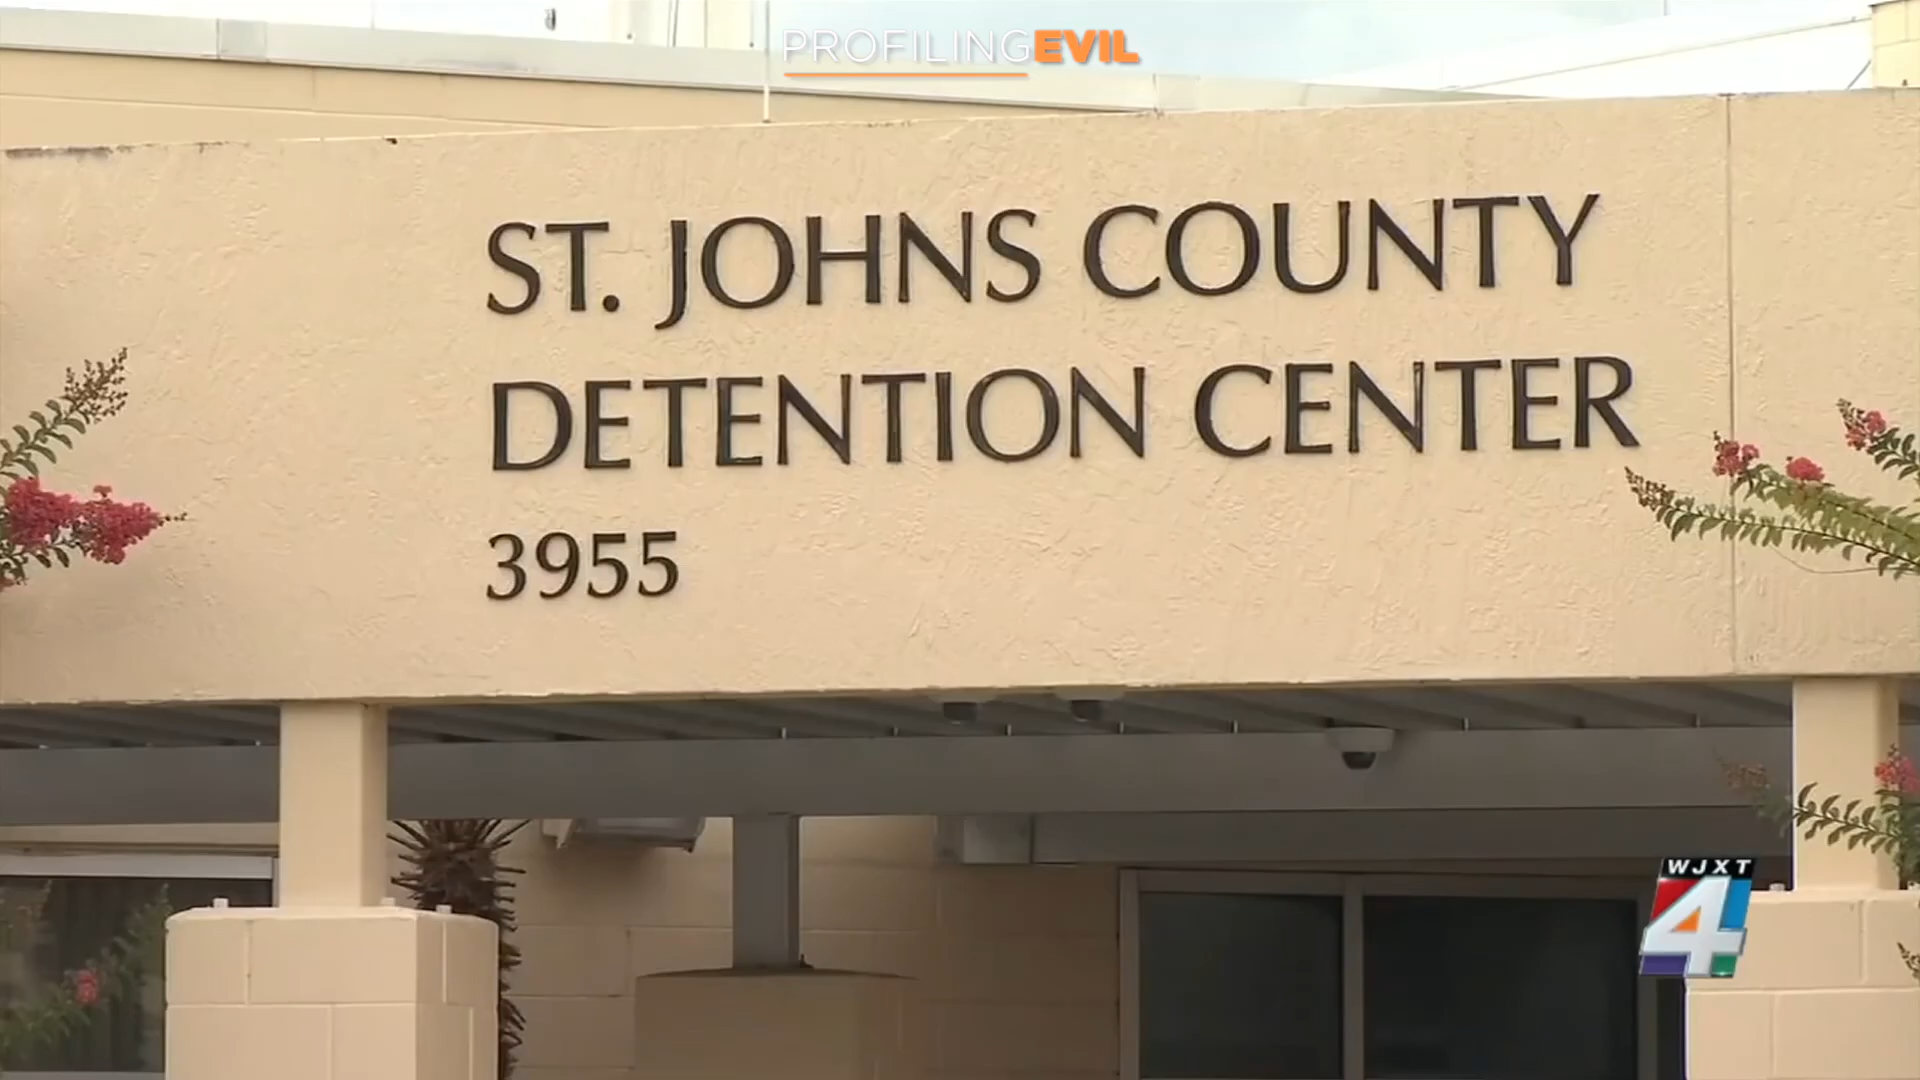 PROFILINGEVIL
ST. JOHNS COUNTY
DETENTION CENTER
3955
WJXT
4